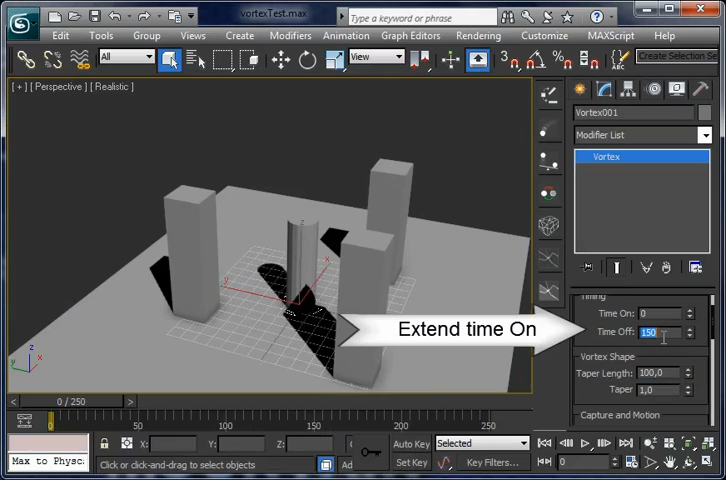 vortexTest.max
Type a keyword or phrase
Edit Tools Group Views Create Modifiers Animation Graph Editors Rendering Customize MAXScript Help
All
View
3
Create Selection Se
[ + ] [ Perspective ] [ Realistic ]
Vortex001
Modifier List
Vortex
z
x
y
Timing
Time On: 0
Extend time On
Time Off: 150
Vortex Shape
Taper Length: 100,0
Taper 1,0
Capture and Motion
z
y
x
0 / 250
0 50 100 150 200 250
X: Y: Z:
Auto Key Selected
Max to Physc
Click or click-and-drag to select objects
Ad
Set Key Key Filters...
0